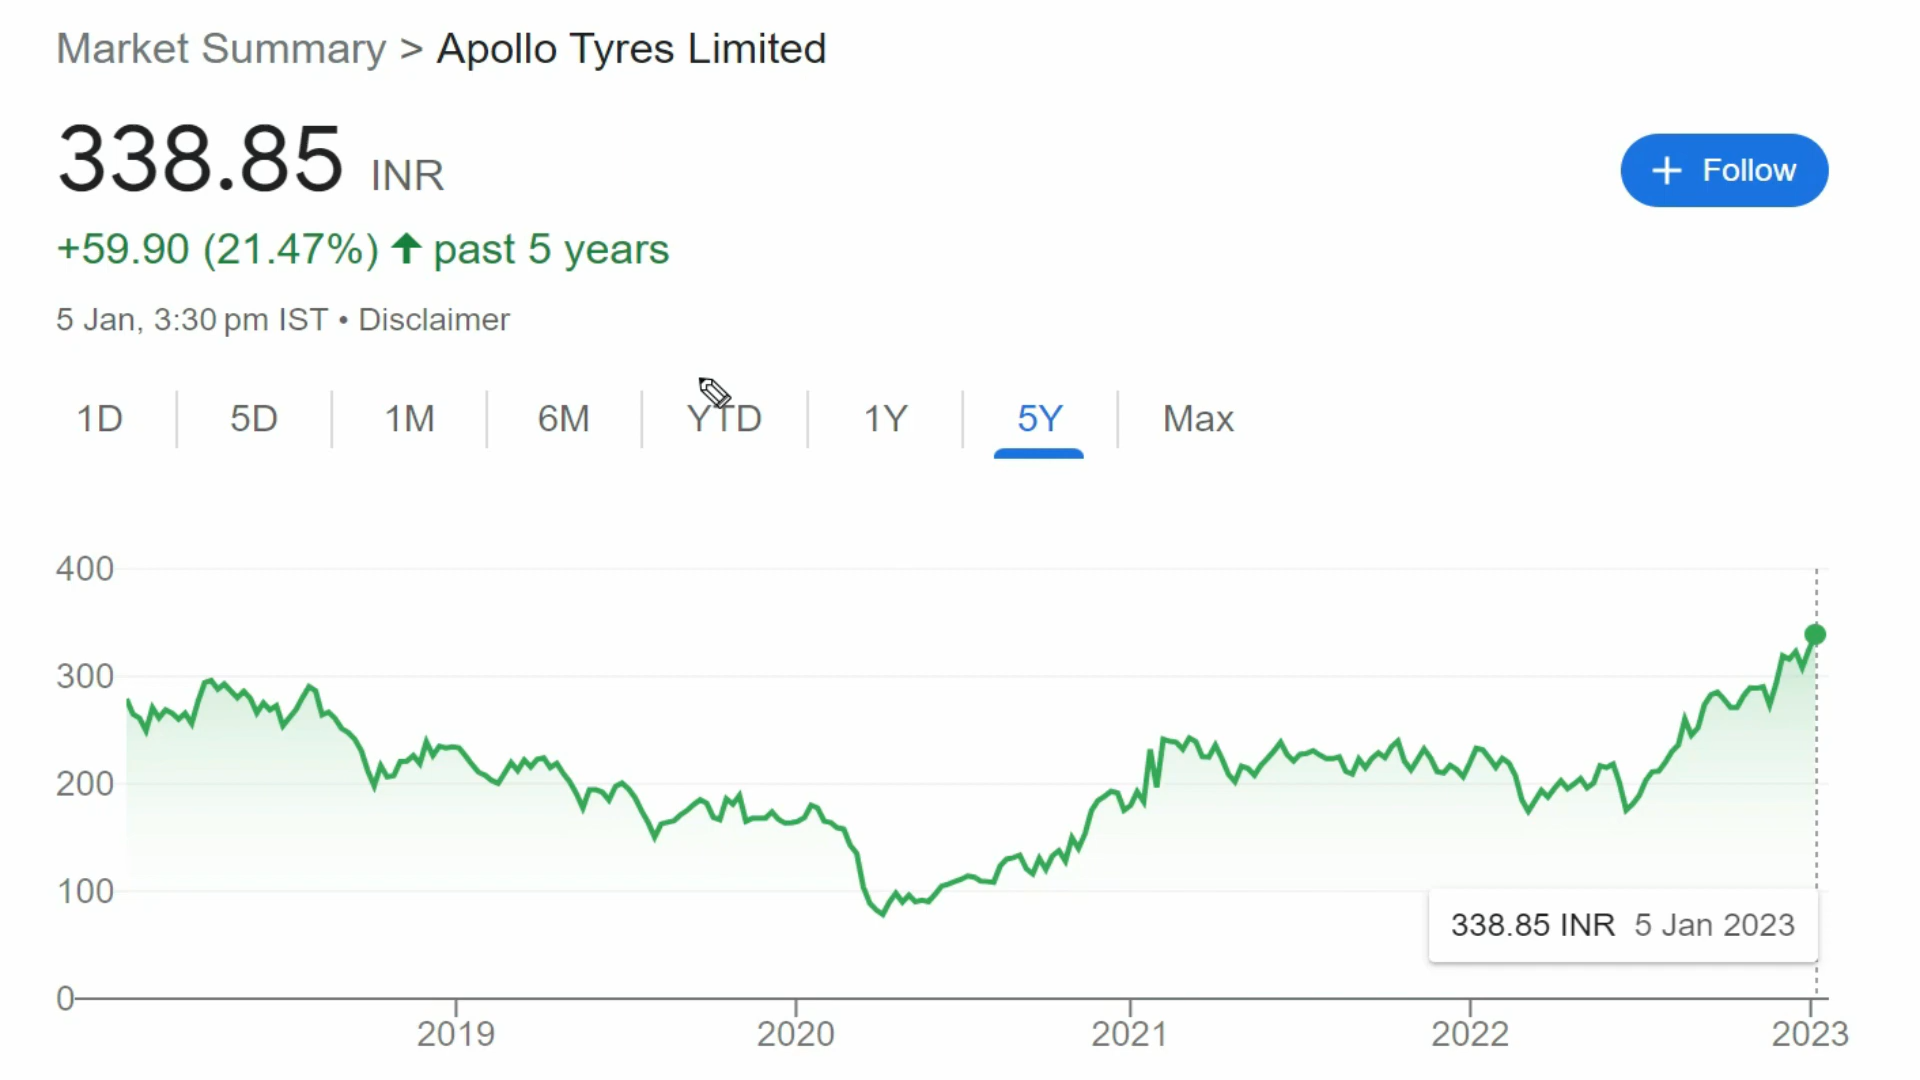 Market Summary > Apollo Tyres Limited
338.85 INR
+ Follow
+59.90 (21.47%) ↑ past 5 years
5 Jan, 3:30 pm IST • Disclaimer
1D 5D 1M 6M YTD 1Y 5Y Max
400
300
200
100
338.85 INR 5 Jan 2023
0
2019 2020 2021 2022 2023